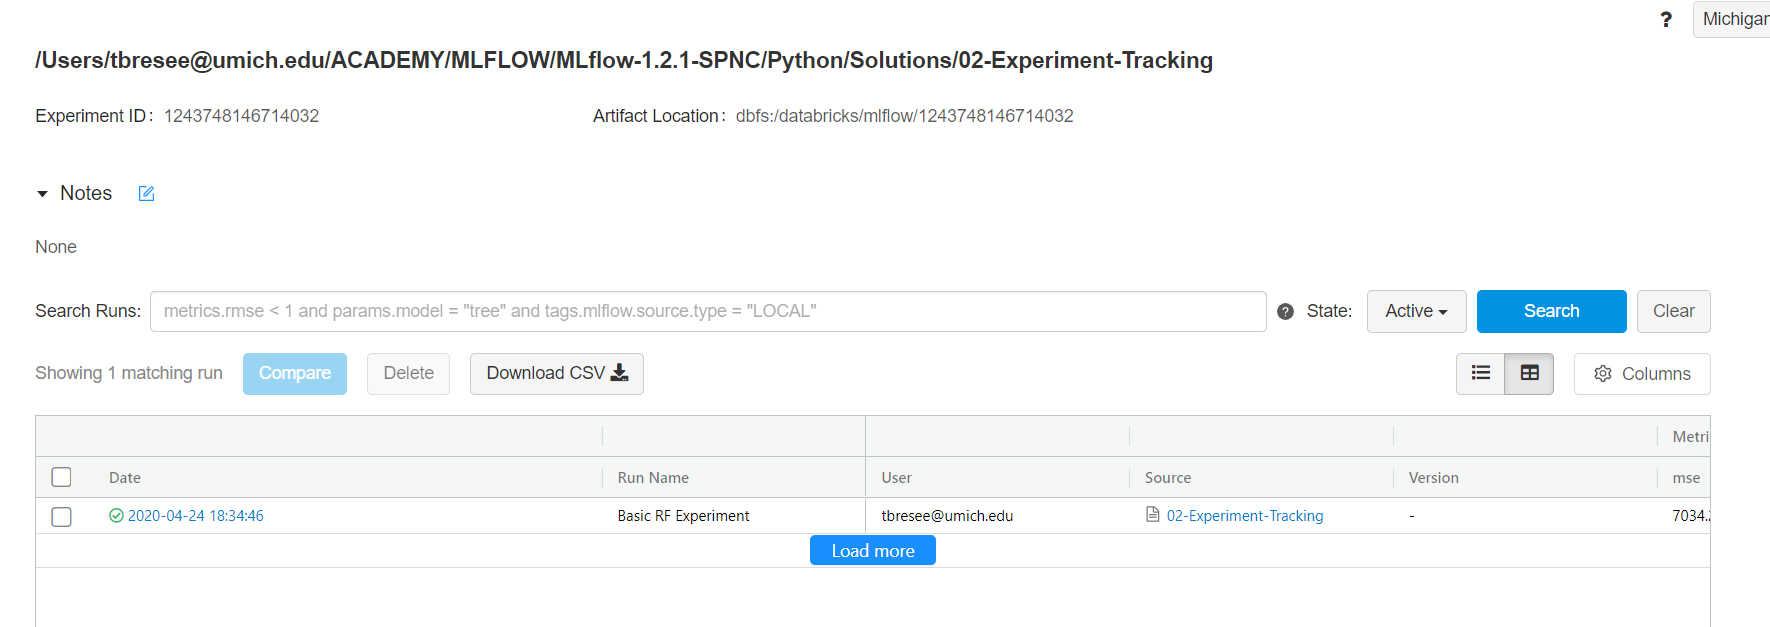 ? Michigan
/Users/tbresee@umich.edu/ACADEMY/MLFLOW/MLflow-1.2.1-SPNC/Python/Solutions/02-Experiment-Tracking
Experiment ID: 1243748146714032 Artifact Location: dbfs:/databricks/mlflow/1243748146714032
Notes
None
Search Runs: metrics.rmse < 1 and params.model = "tree" and tags.mlflow.source.type = "LOCAL" ? State: Active Search Clear
Showing 1 matching run Compare Delete Download CSV Columns
Metri
Date Run Name User Source Version mse
2020-04-24 18:34:46 Basic RF Experiment tbresee@umich.edu 02-Experiment-Tracking - 7034.
Load more